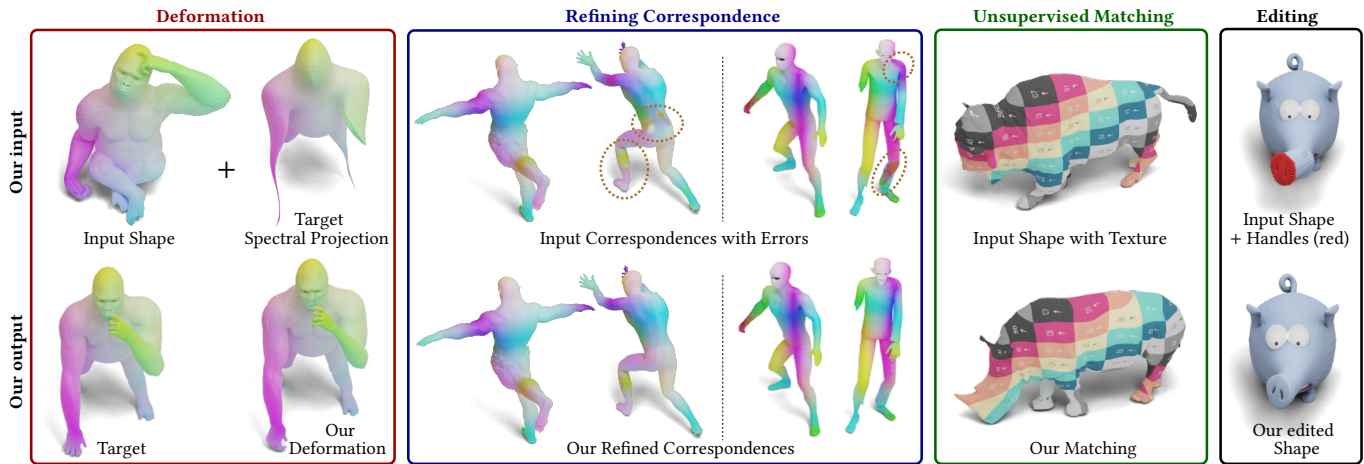 Deformation
Refining Correspondence
Unsupervised Matching
Editing
Our input
+
Input Shape
Target
Spectral Projection
Input Correspondences with Errors
Input Shape with Texture
Input Shape
+ Handles (red)
Our output
Target
Our
Deformation
Our Refined Correspondences
Our Matching
Our edited
Shape